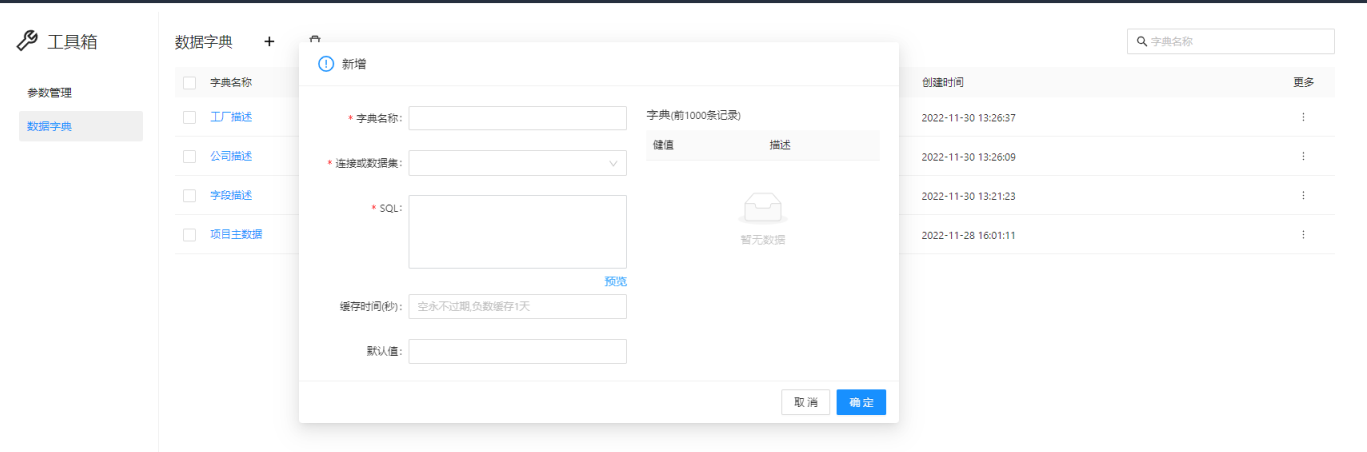 工具箱
参数管理
数据字典
数据字典
字典名称
字典名称
创建时间
更多
工厂描述
2022-11-30 13:26:37
公司描述
2022-11-30 13:26:09
字段描述
2022-11-30 13:21:23
项目主数据
2022-11-28 16:01:11
新增
* 字典名称:
* 连接或数据集:
* SQL:
预览
缓存时间(秒):
空永不过期,负数缓存1天
默认值:
字典(前1000条记录)
健值
描述
暂无数据
取消
确定